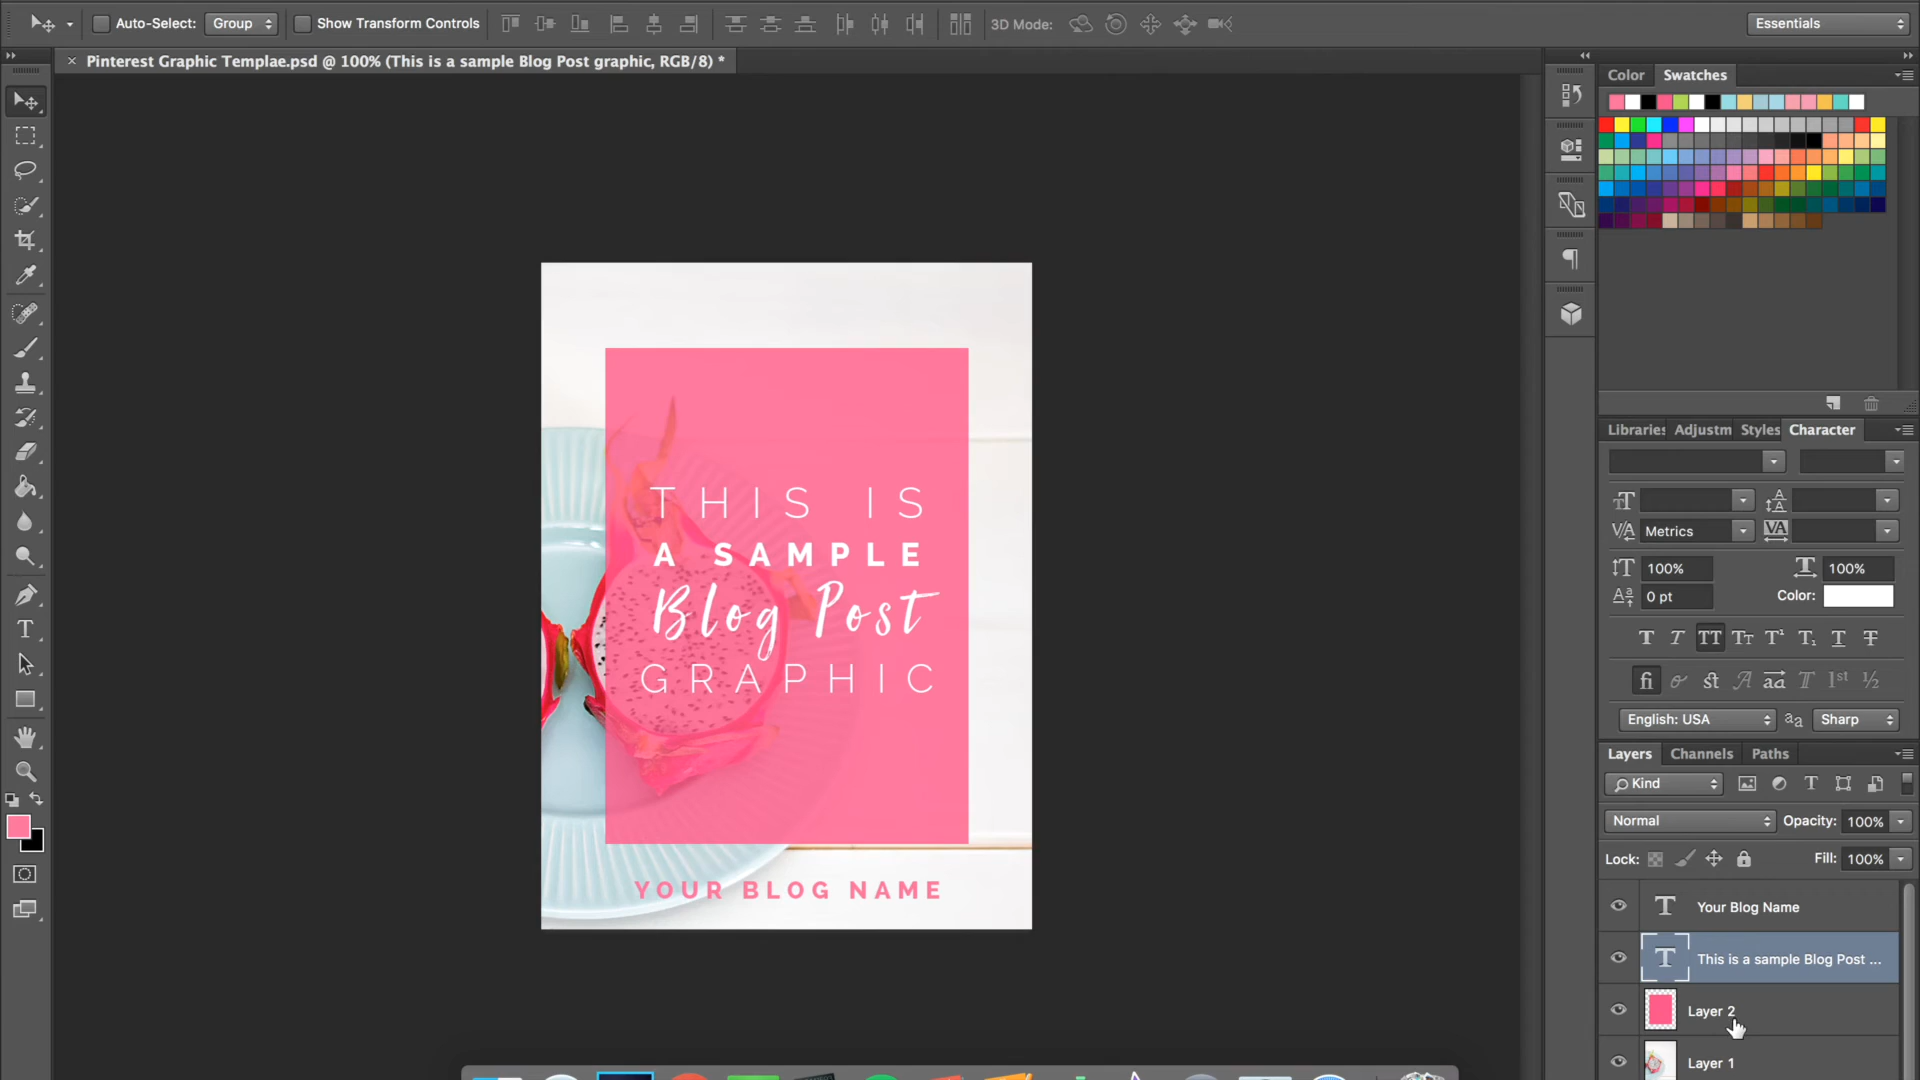 Auto-Select: Group Show Transform Controls 3D Mode: Essentials
× Pinterest Graphic Templae.psd @ 100% (This is a sample Blog Post graphic, RGB/8) *
Color Swatches
THIS IS
A SAMPLE
Blog Post
GRAPHIC
YOUR BLOG NAME
Libraries Adjustm Styles Character
Metrics
100% 100%
0 pt Color:
English: USA Sharp
Layers Channels Paths
Kind
Normal Opacity: 100%
Lock: Fill: 100%
Your Blog Name
This is a sample Blog Post ...
Layer 2
Layer 1